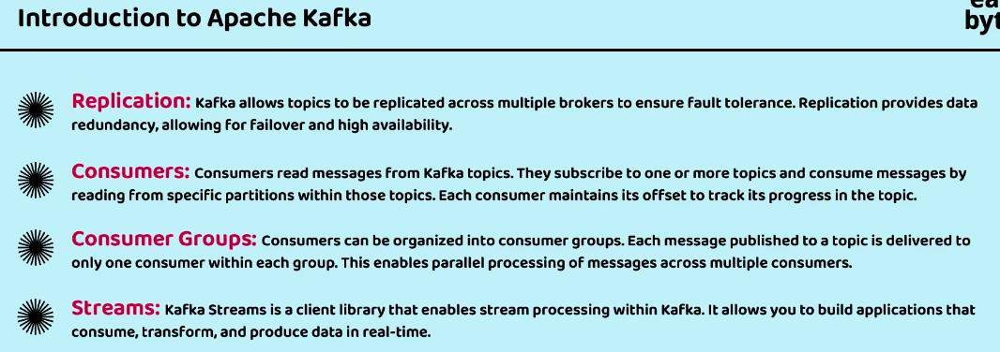 Introduction to Apache Kafka
Replication: Kafka allows topics to be replicated across multiple brokers to ensure fault tolerance. Replication provides data
redundancy, allowing for failover and high availability.
Consumers: Consumers read messages from Kafka topics. They subscribe to one or more topics and consume messages by
reading from specific partitions within those topics. Each consumer maintains its offset to track its progress in the topic.
Consumer Groups: Consumers can be organized into consumer groups. Each message published to a topic is delivered to
only one consumer within each group. This enables parallel processing of messages across multiple consumers.
Streams: Kafka Streams is a client library that enables stream processing within Kafka. It allows you to build applications that
consume, transform, and produce data in real-time.